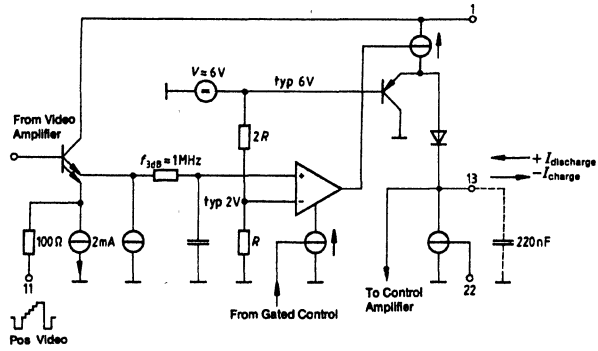 1
V ≈ 6V
typ 6V
From Video
Amplifier
2R
f3dB ≈ 1MHz
+ Idischarge
- Icharge
13
+
typ 2V
-
100Ω
2mA
R
220nF
11
22
From Gated Control
To Control
Amplifier
Pos Video